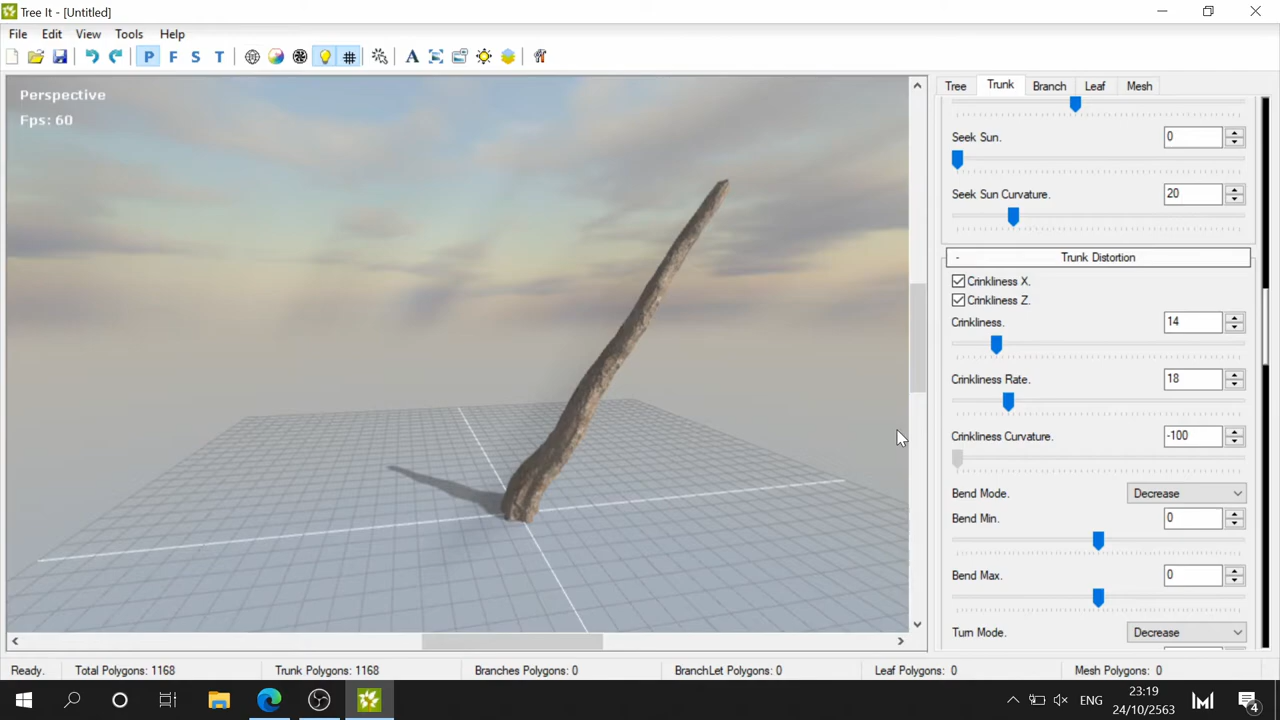 Tree It - [Untitled]
File Edit View Tools Help
P F S T A
Perspective
Fps: 60
Tree Trunk Branch Leaf Mesh
Seek Sun. 0
Seek Sun Curvature. 20
- Trunk Distortion
Crinkliness X.
Crinkliness Z.
Crinkliness. 14
Crinkliness Rate. 18
Crinkliness Curvature. -100
Bend Mode. Decrease
Bend Min. 0
Bend Max. 0
Turn Mode. Decrease
Ready. Total Polygons: 1168 Trunk Polygons: 1168 Branches Polygons: 0 BranchLet Polygons: 0 Leaf Polygons: 0 Mesh Polygons: 0
ENG 23:19
24/10/2563 4